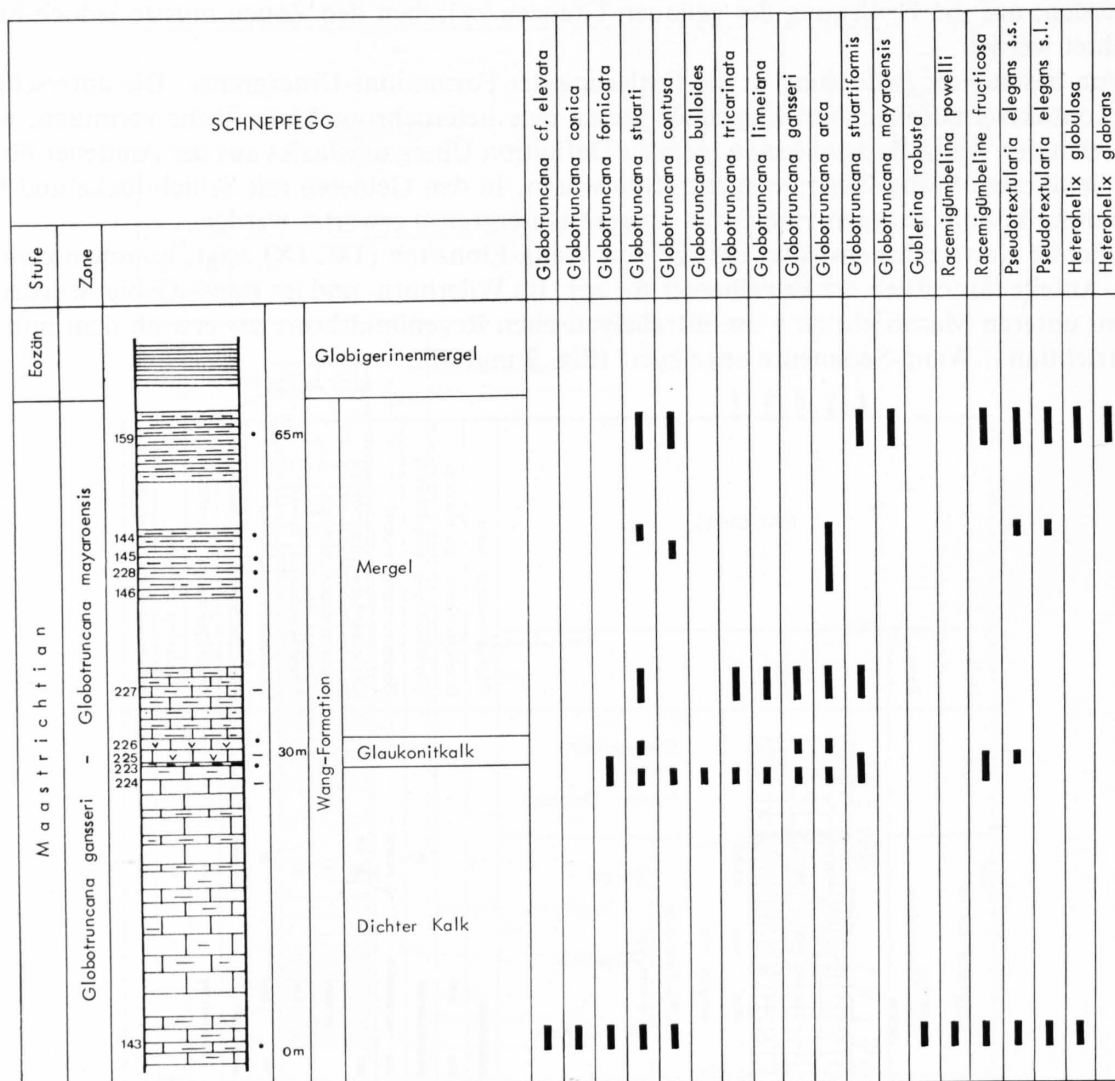 SCHNEPFEGG
Stufe
Zone
Globotruncana cf. elevata
Globotruncana conica
Globotruncana fonicata
Globotruncana stuarti
Globotruncana contusa
Globotruncana bulloides
Globotruncana tricarinata
Globotruncana linneiana
Globotruncana gansseri
Globotruncana arca
Globotruncana stuartiformis
Globotruncana mayaroensis
Gublerina robusta
Racemigümbelina powelli
Racemigümbeline fructicosa
Pseudotextularia elegans s.s.
Pseudotextularia elegans s.l.
Heterohelix globulosa
Heterohelix globrans
Eozän
Globigerinenmergel
Maastrichtian
Globotruncana gansseri – Globotruncana mayaroensis
Wang-Formation
159
65m
144
145
228
146
Mergel
227
226
225
223
224
30m
Glaukonitkalk
Dichter Kalk
143
0m